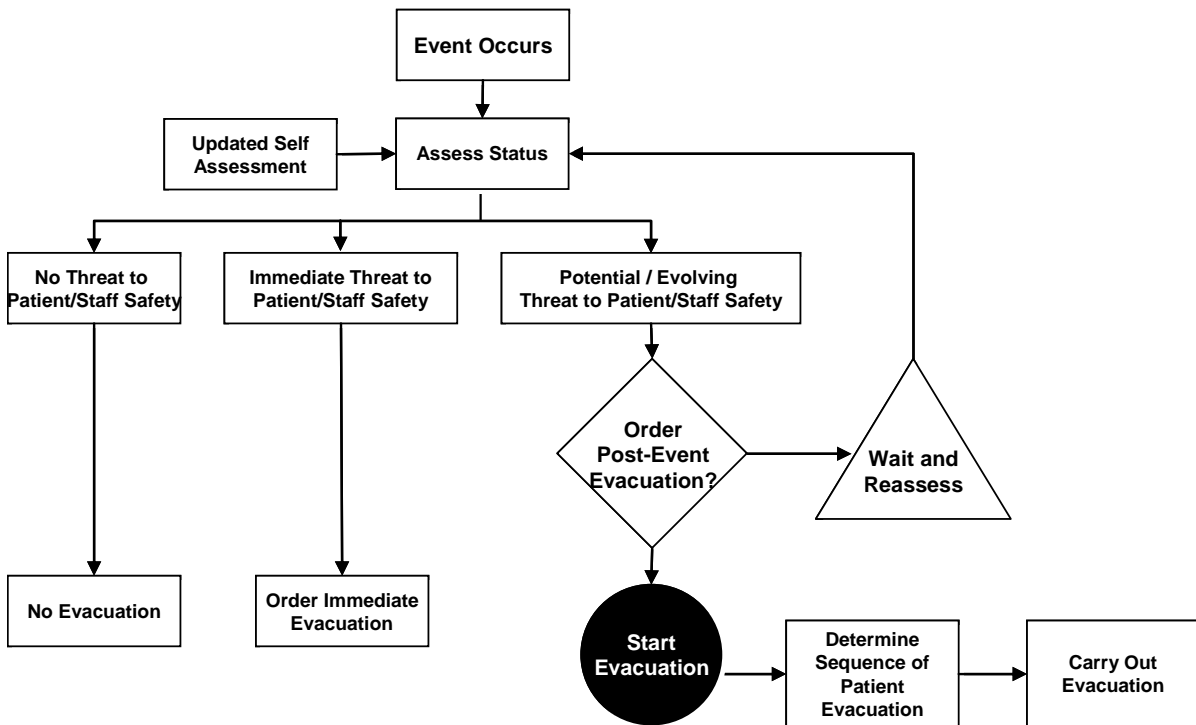 Event Occurs
Updated Self
Assessment
Assess Status
No Threat to
Patient/Staff Safety
Immediate Threat to
Patient/Staff Safety
Potential / Evolving
Threat to Patient/Staff Safety
Order
Post-Event
Evacuation?
Wait and
Reassess
No Evacuation
Order Immediate
Evacuation
Start
Evacuation
Determine
Sequence of
Patient
Evacuation
Carry Out
Evacuation